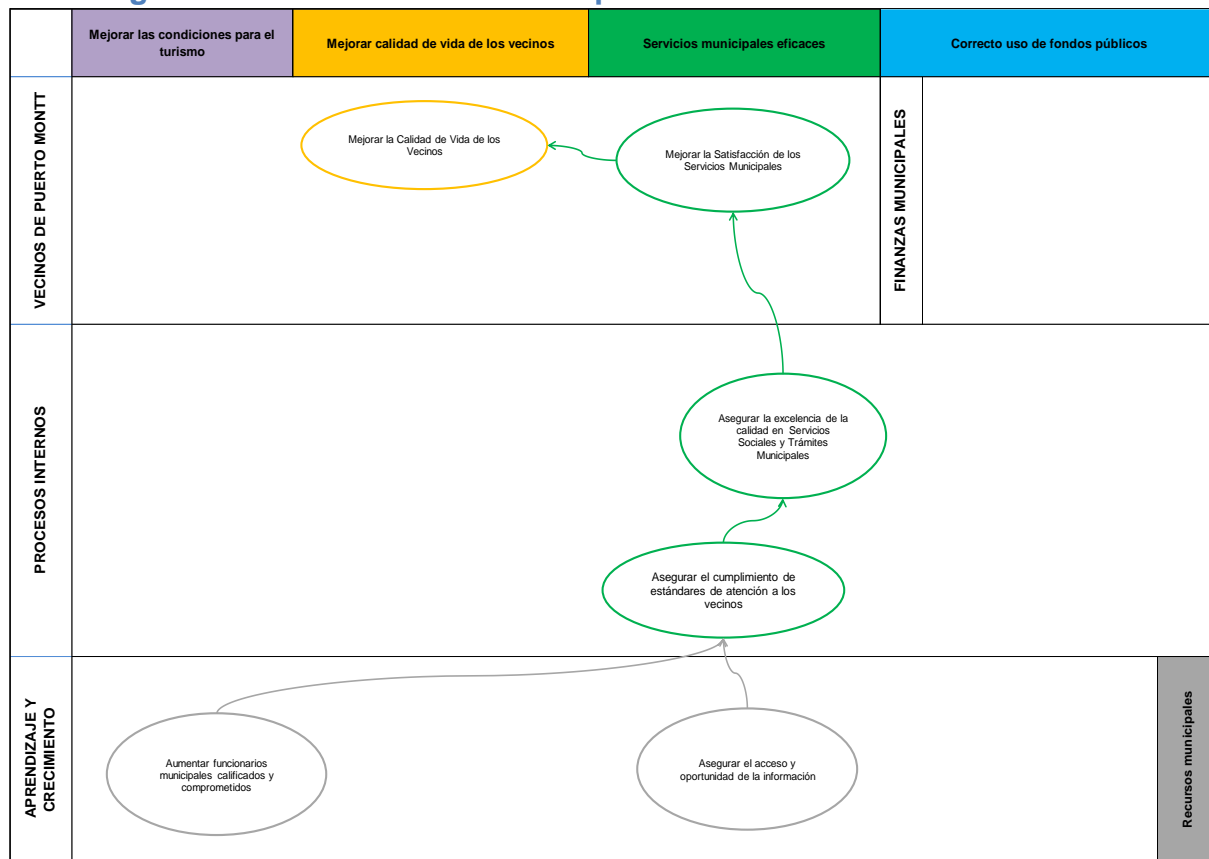 Mejorar las condiciones para el
turismo
Mejorar calidad de vida de los vecinos
Servicios municipales eficaces
Correcto uso de fondos públicos
VECINOS DE PUERTO MONTT
Mejorar la Calidad de Vida de los
Vecinos
Mejorar la Satisfacción de los
Servicios Municipales
FINANZAS MUNICIPALES
PROCESOS INTERNOS
Asegurar la excelencia de la
calidad en Servicios
Sociales y Trámites
Municipales
Asegurar el cumplimiento de
estándares de atención a los
vecinos
APRENDIZAJE Y
CRECIMIENTO
Aumentar funcionarios
municipales calificados y
comprometidos
Asegurar el acceso y
oportunidad de la información
Recursos municipales